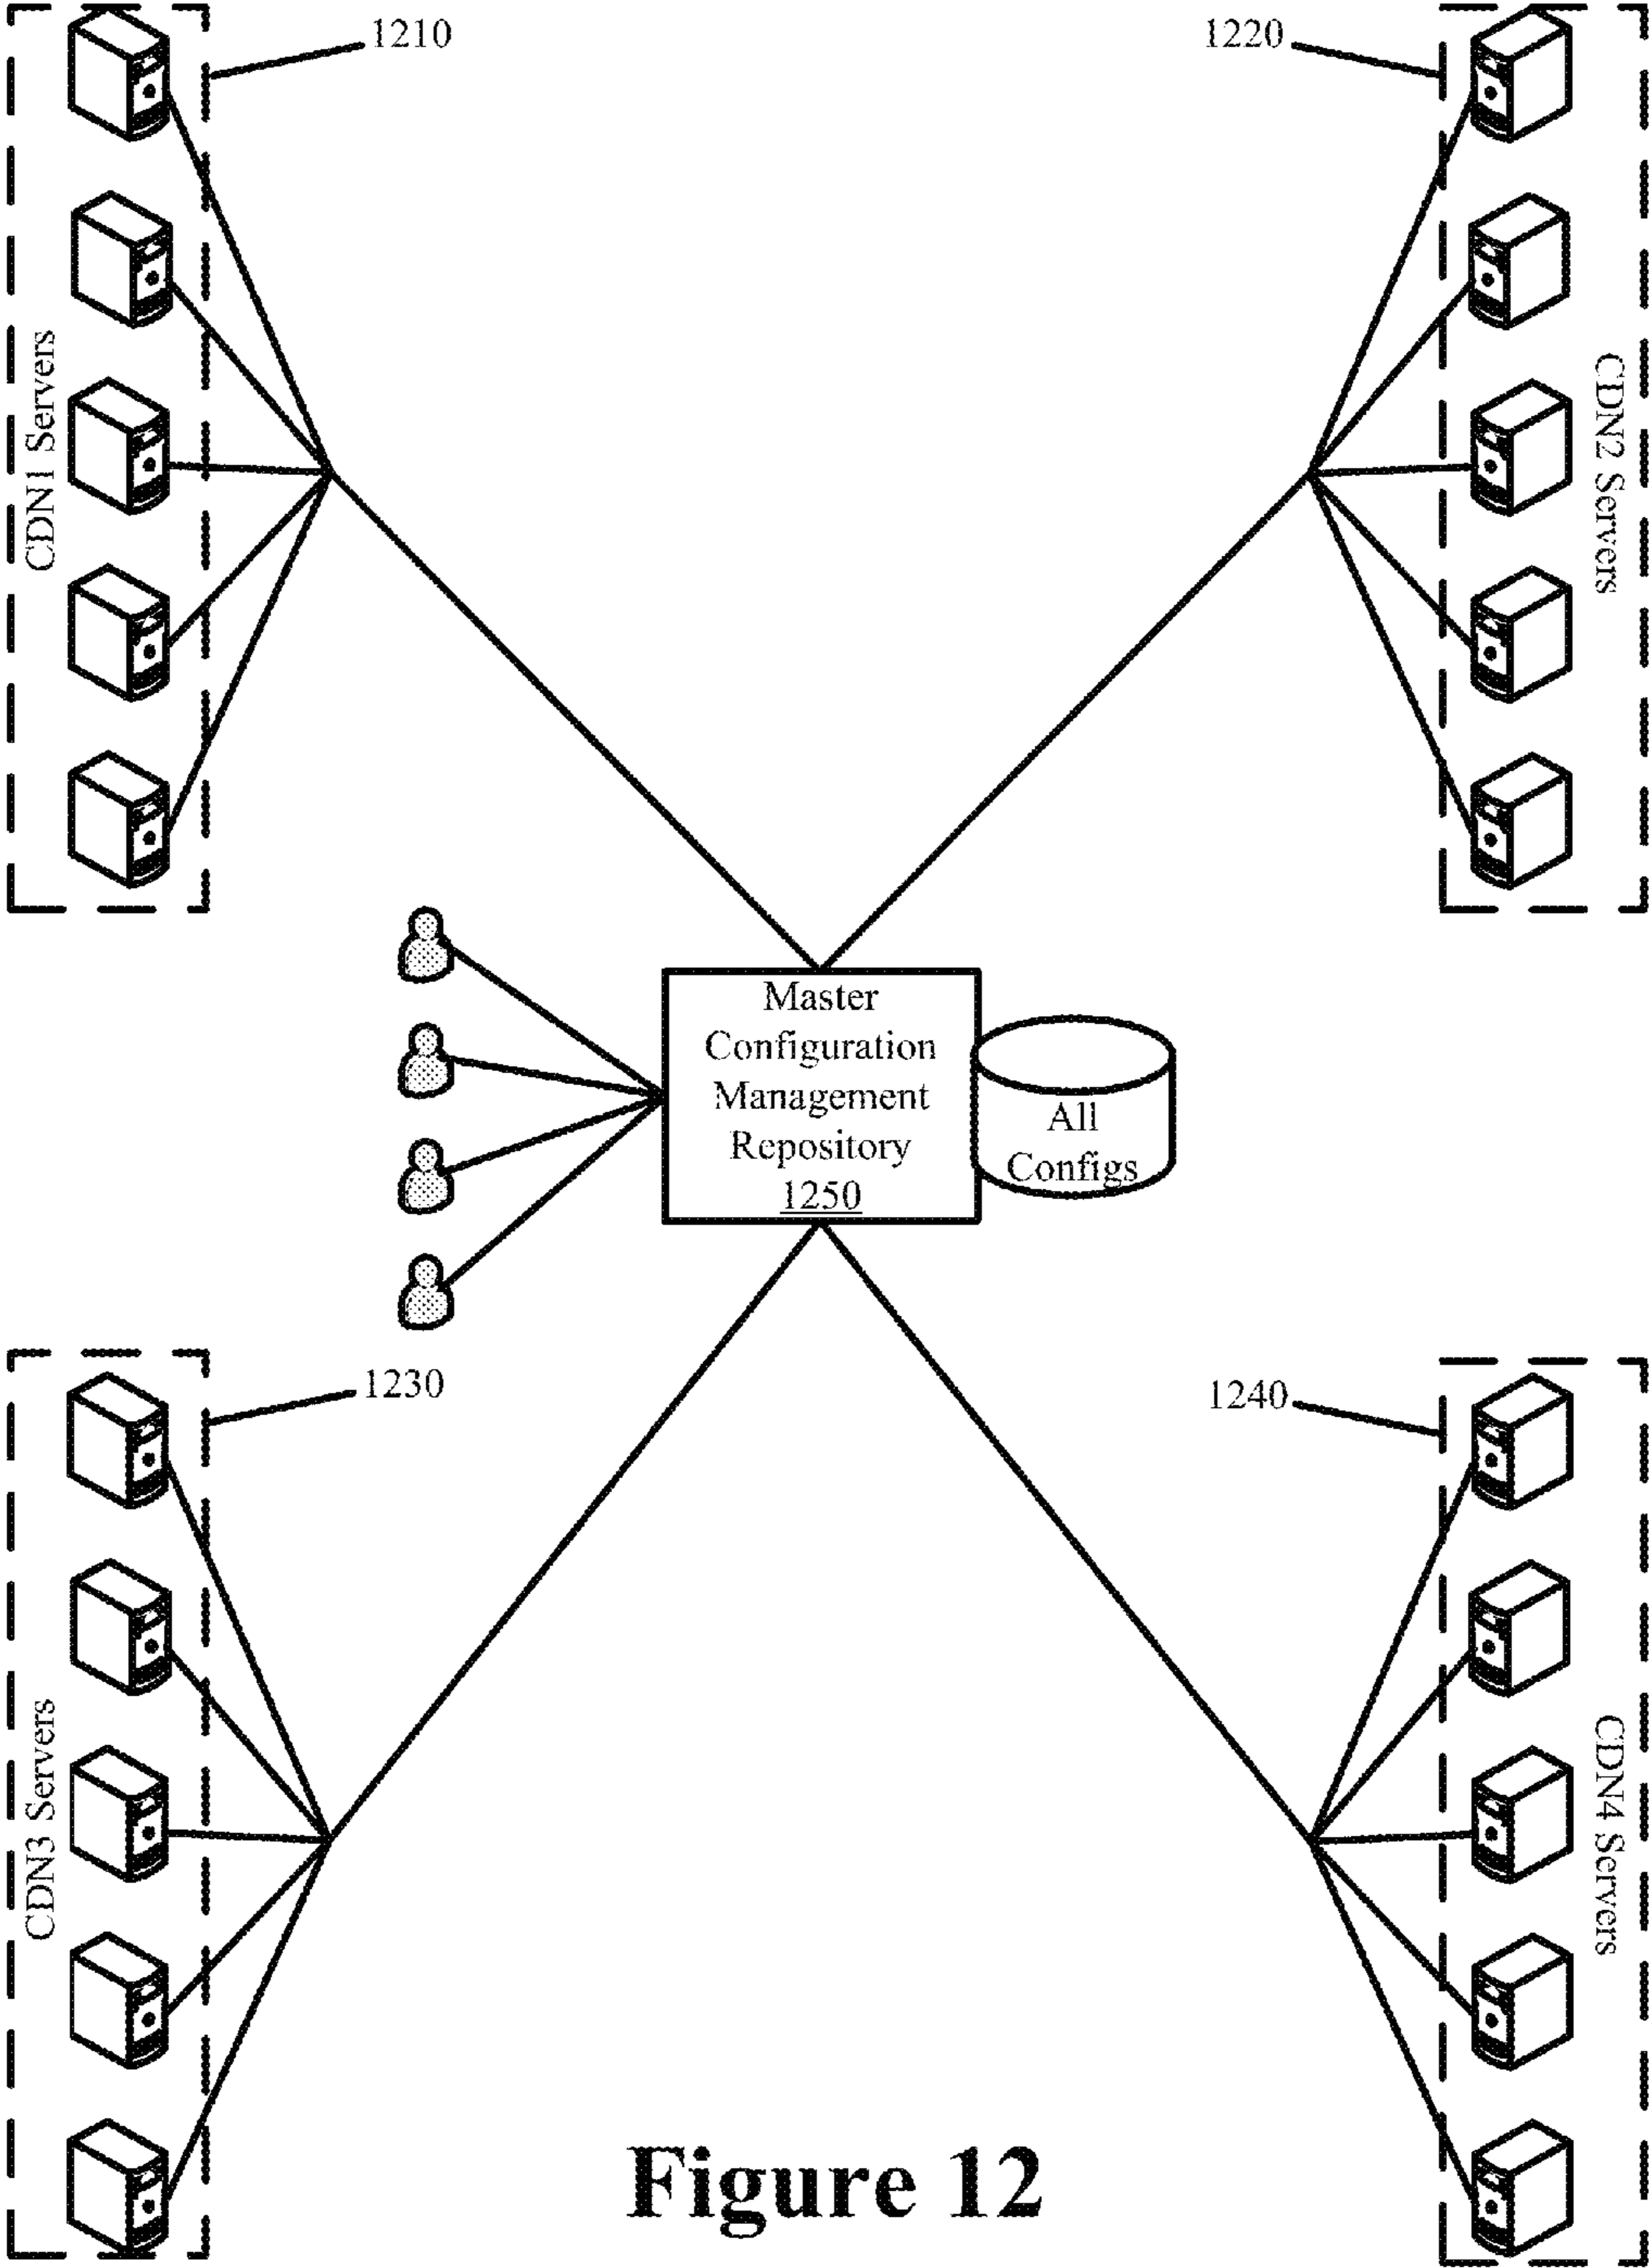 1210
1220
CDN1 Servers
CDN2 Servers
Master
Configuration
Management
Repository
1250
All
Configs
1230
1240
CDN3 Servers
CDN4 Servers
Figure 12